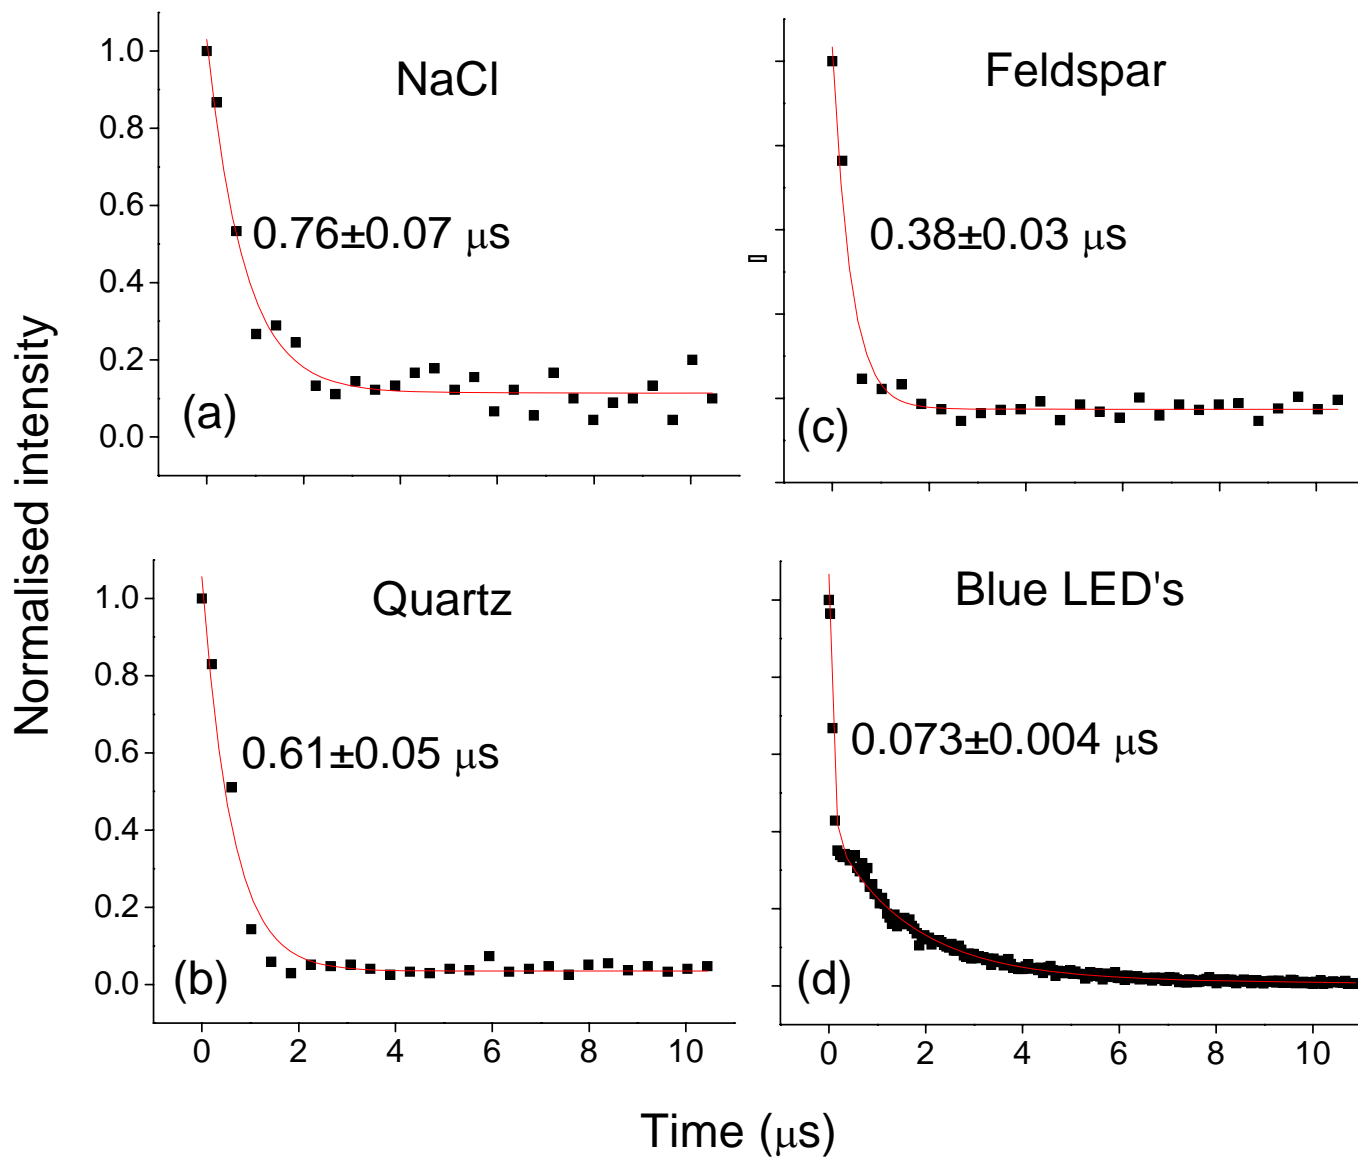 NaCl
1.0
0.8
0.6
0.4
0.2
0.0
0.76±0.07 μs
(a)
Feldspar
0.38±0.03 μs
(c)
Normalised intensity
Quartz
1.0
0.8
0.6
0.4
0.2
0.0
0.61±0.05 μs
(b)
0 2 4 6 8 10
Blue LED's
0.073±0.004 μs
(d)
0 2 4 6 8 10
Time (μs)